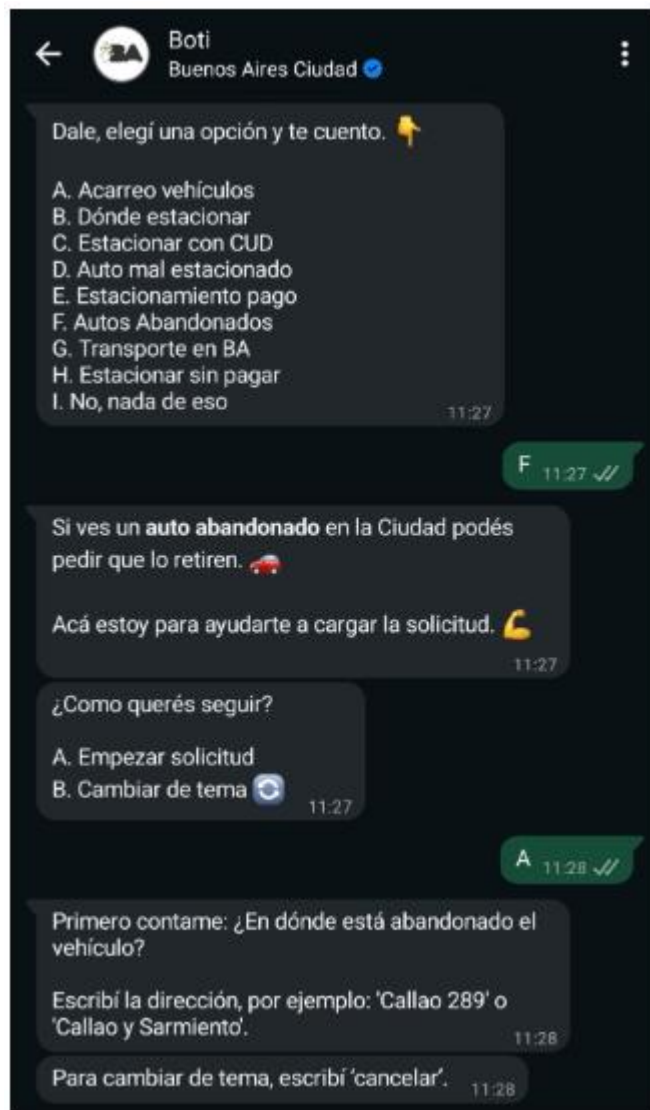 Boti
BA
Buenos Aires Ciudad
Dale, elegí una opción y te cuento. 👇
A. Acarreo vehículos
B. Dónde estacionar
C. Estacionar con CUD
D. Auto mal estacionado
E. Estacionamiento pago
F. Autos Abandonados
G. Transporte en BA
H. Estacionar sin pagar
I. No, nada de eso
11:27
F 11:27
Si ves un auto abandonado en la Ciudad podés
pedir que lo retiren. 🚗
Acá estoy para ayudarte a cargar la solicitud. 💪
11:27
¿Como querés seguir?
A. Empezar solicitud
B. Cambiar de tema 🔄
11:27
A 11:28
Primero contame: ¿En dónde está abandonado el
vehículo?
Escribí la dirección, por ejemplo: 'Callao 289' o
'Callao y Sarmiento'.
11:28
Para cambiar de tema, escribí 'cancelar'. 11:28